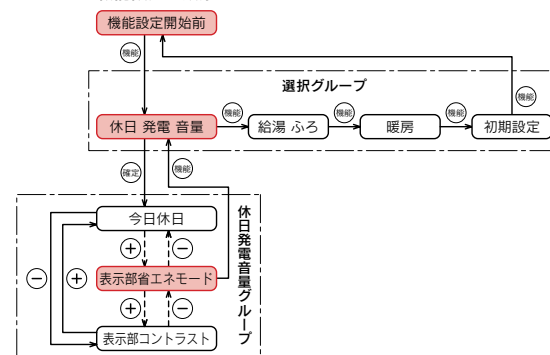 機能設定開始前
機能
選択グループ
休日 発電 音量
機能
給湯 ふろ
機能
暖房
機能
初期設定
機能
確定
機能
今日休日
休日発電音量グループ
＋
－
－
＋
表示部省エネモード
＋
－
表示部コントラスト